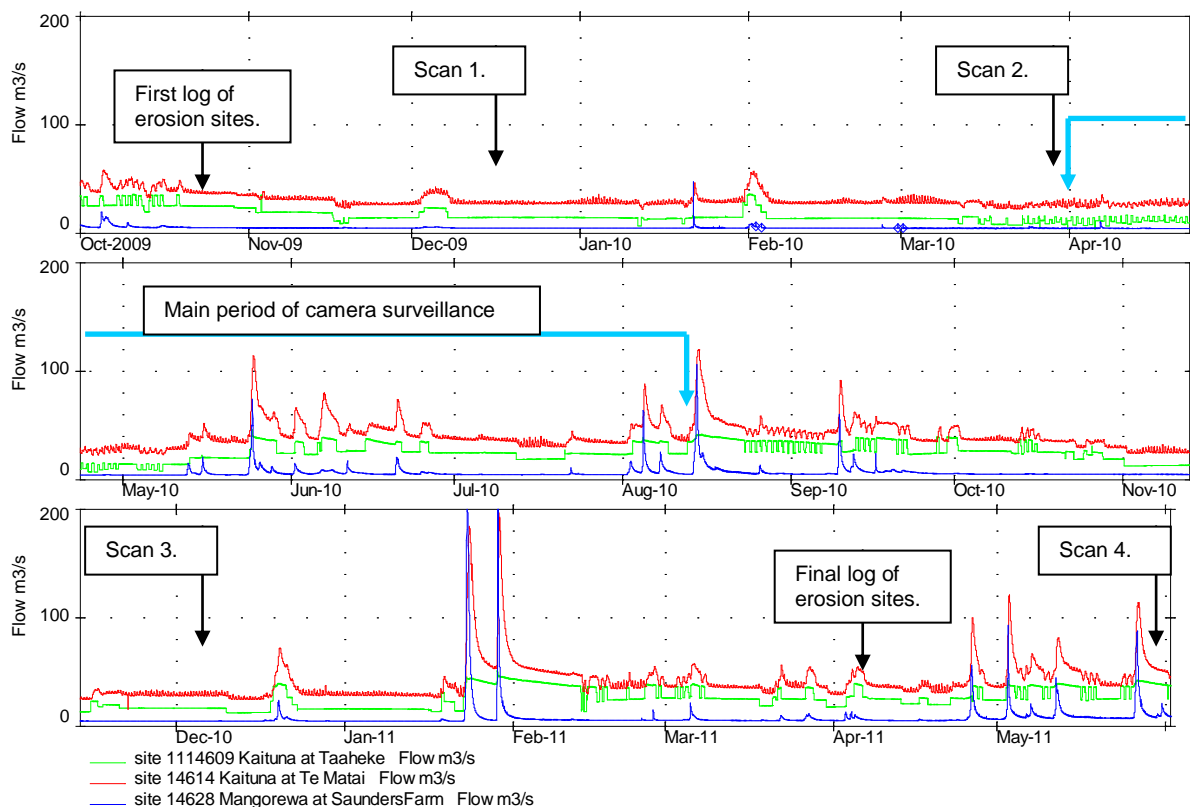 200
Flow m3/s
100
0
First log of
erosion sites.
Scan 1.
Scan 2.
Oct-2009 Nov-09 Dec-09 Jan-10 Feb-10 Mar-10 Apr-10
200
Flow m3/s
100
0
Main period of camera surveillance
May-10 Jun-10 Jul-10 Aug-10 Sep-10 Oct-10 Nov-10
200
Flow m3/s
100
0
Scan 3.
Final log of
erosion sites.
Scan 4.
Dec-10 Jan-11 Feb-11 Mar-11 Apr-11 May-11
site 1114609 Kaituna at Taaheke Flow m3/s
site 14614 Kaituna at Te Matai Flow m3/s
site 14628 Mangorewa at SaundersFarm Flow m3/s